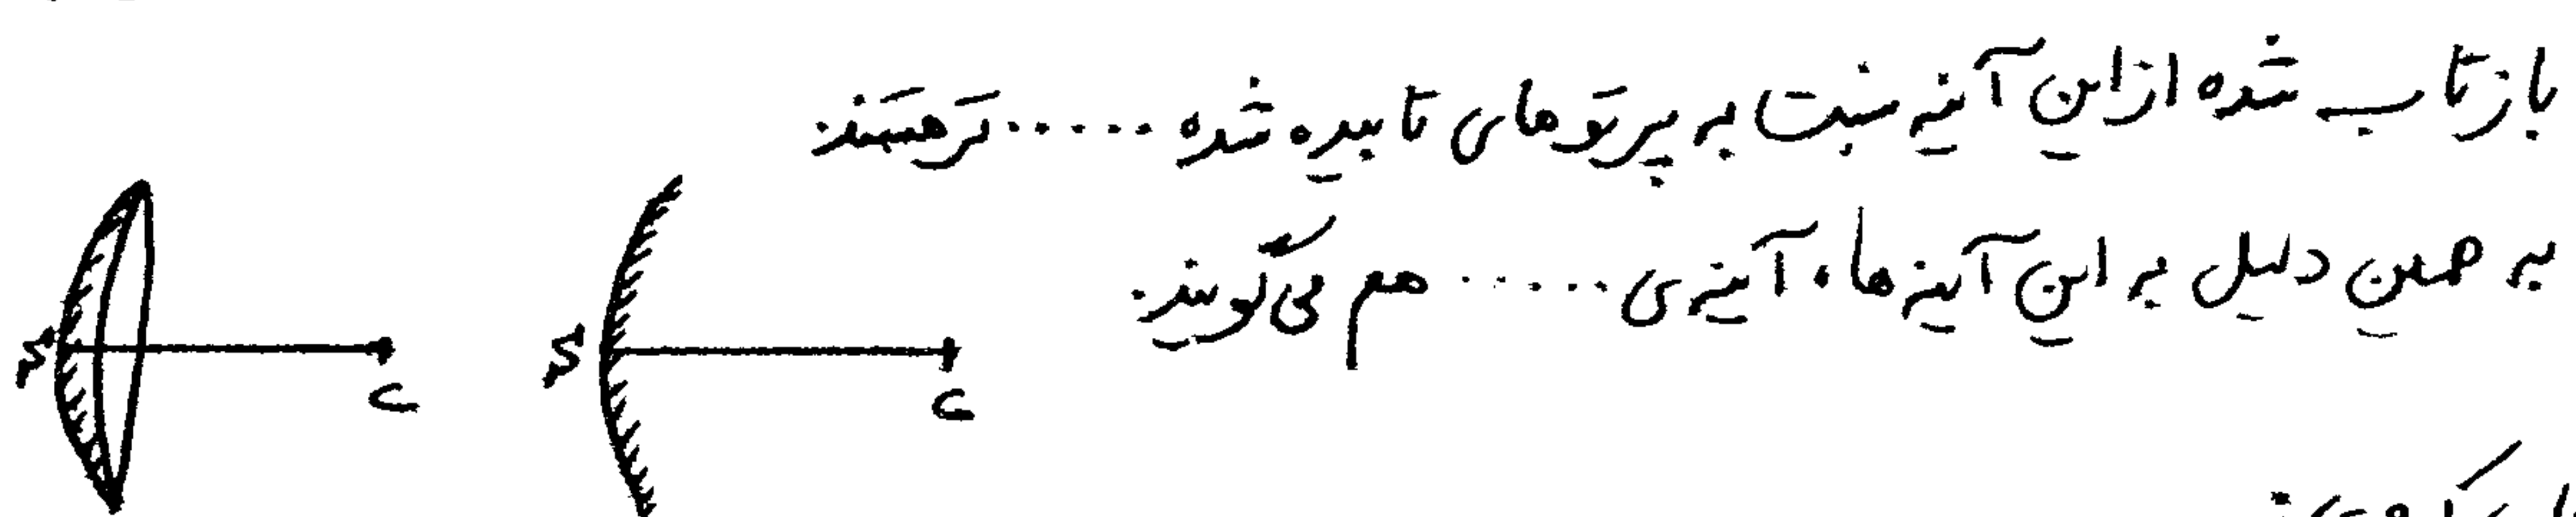 بازتاب شده از این آینه نسبت به پرتوهای تابیده شده ..... تر هستند.
به همین دلیل به این آینه ها، آینه ی ..... هم می گویند.
S C S C